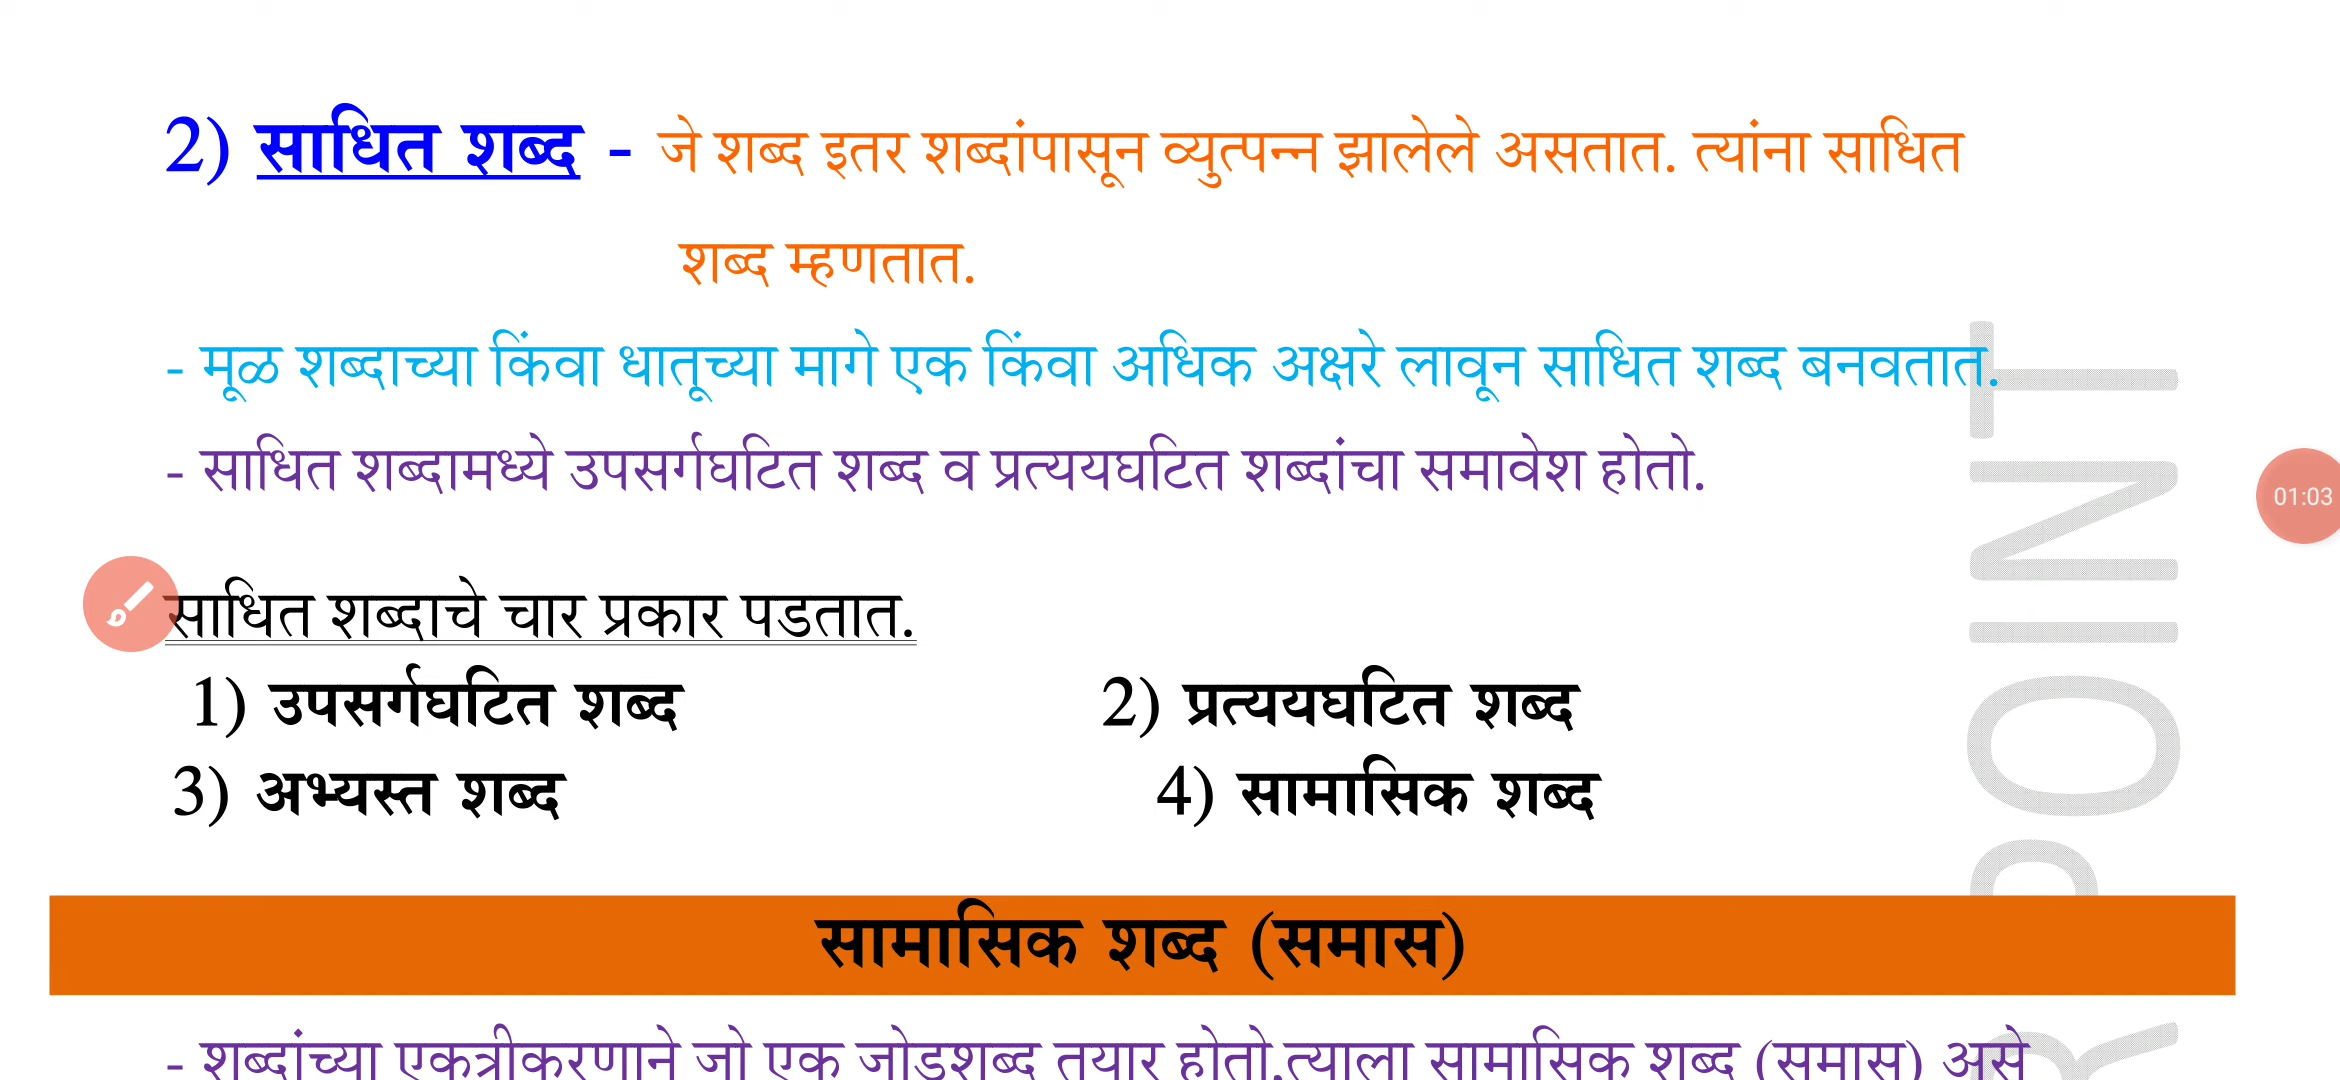 2) साधित शब्द - जे शब्द इतर शब्दांपासून व्युत्पन्न झालेले असतात. त्यांना साधित
शब्द म्हणतात.
- मूळ शब्दाच्या किंवा धातूच्या मागे एक किंवा अधिक अक्षरे लावून साधित शब्द बनवतात.
- साधित शब्दामध्ये उपसर्गघटित शब्द व प्रत्ययघटित शब्दांचा समावेश होतो.
01:03
साधित शब्दाचे चार प्रकार पडतात.
1) उपसर्गघटित शब्द 2) प्रत्ययघटित शब्द
3) अभ्यस्त शब्द 4) सामासिक शब्द
सामासिक शब्द (समास)
- शब्दांच्या एकत्रीकरणाने जो एक जोडशब्द तयार होतो,त्याला सामासिक शब्द (समास) असे
POINT